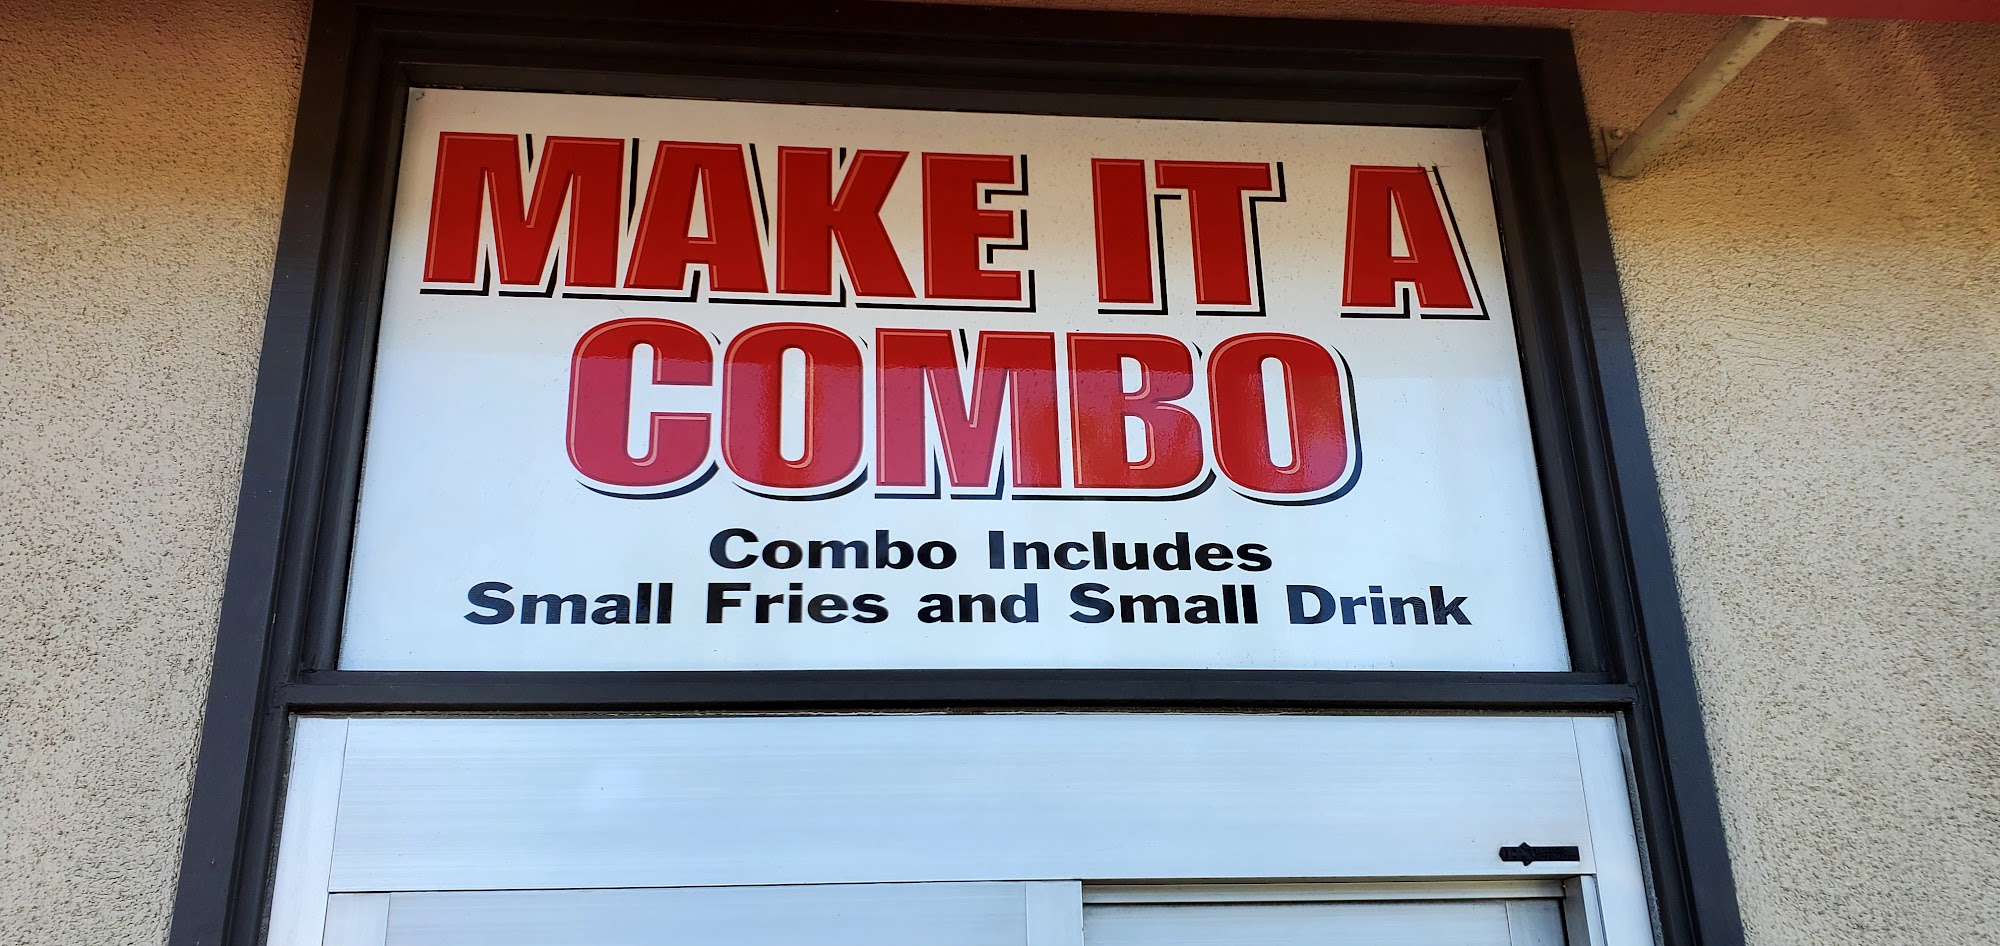 MAKE IT A
COMBO
Combo Includes
Small Fries and Small Drink